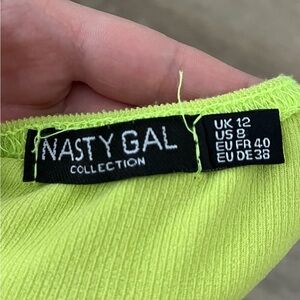 NASTY GAL
COLLECTION
UK 12
US 8
EU FR 40
EU DE 38